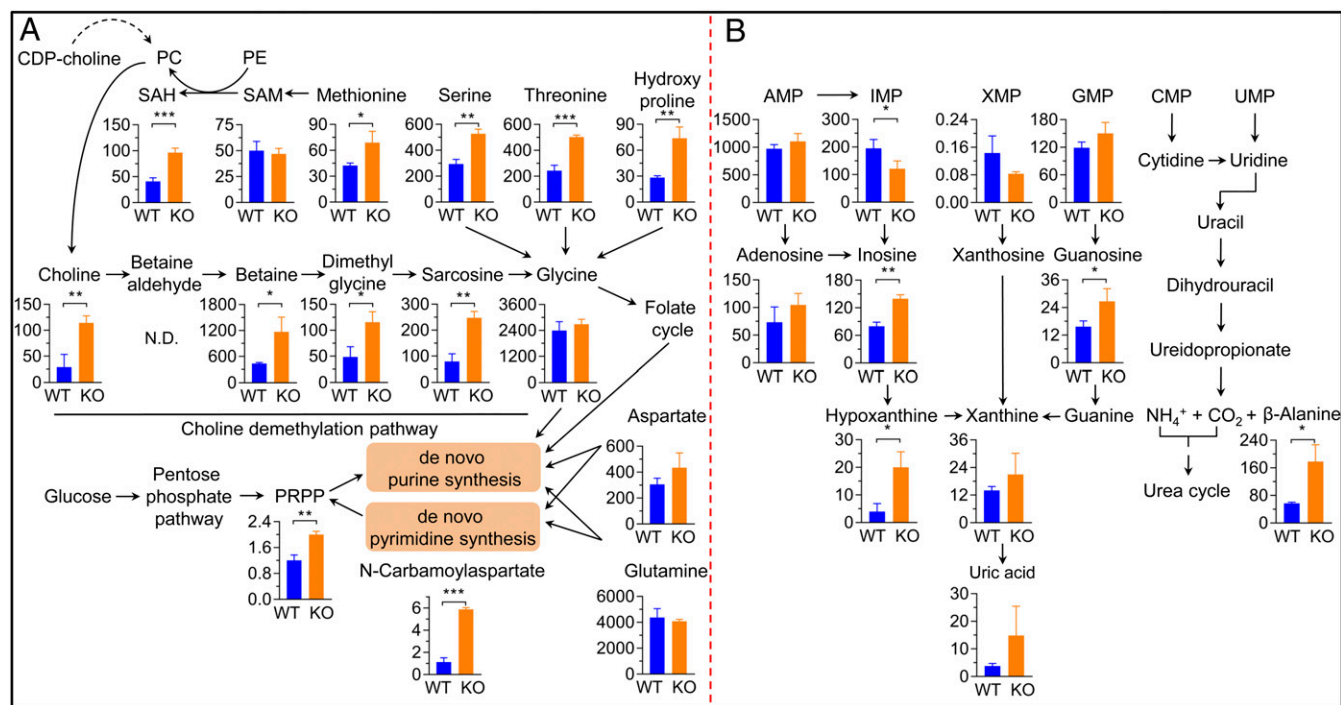 A
CDP-choline
PC
PE
SAH
SAM
Methionine
Serine
Threonine
Hydroxy
proline
***
*
**
***
**
150
100
50
0
WT KO
75
50
25
0
WT KO
90
60
30
0
WT KO
600
400
200
0
WT KO
600
400
200
0
WT KO
90
60
30
0
WT KO
Choline
Betaine
aldehyde
Betaine
Dimethyl
glycine
Sarcosine
Glycine
Folate
cycle
**
N.D.
*
*
**
150
100
50
0
WT KO
1800
1200
600
0
WT KO
150
100
50
0
WT KO
300
200
100
0
WT KO
3600
2400
1200
0
WT KO
Choline demethylation pathway
Glucose
Pentose
phosphate
pathway
PRPP
de novo
purine synthesis
de novo
pyrimidine synthesis
**
2.4
1.8
1.2
0.6
0.0
WT KO
Aspartate
600
400
200
0
WT KO
N-Carbamoylaspartate
***
6
4
2
0
WT KO
Glutamine
6000
4000
2000
0
WT KO
B
AMP
IMP
XMP
GMP
CMP
UMP
1500
1000
500
0
WT KO
*
300
200
100
0
WT KO
0.24
0.16
0.08
0.00
WT KO
180
120
60
0
WT KO
Cytidine
Uridine
Uracil
Dihydrouracil
Ureidopropionate
NH₄⁺ + CO₂ + β-Alanine
Urea cycle
*
240
160
80
0
WT KO
Adenosine
Inosine
Xanthosine
Guanosine
150
100
50
0
WT KO
**
180
120
60
0
WT KO
*
36
24
12
0
WT KO
Hypoxanthine
Xanthine
Guanine
*
30
20
10
0
WT KO
36
24
12
0
WT KO
Uric acid
30
20
10
0
WT KO